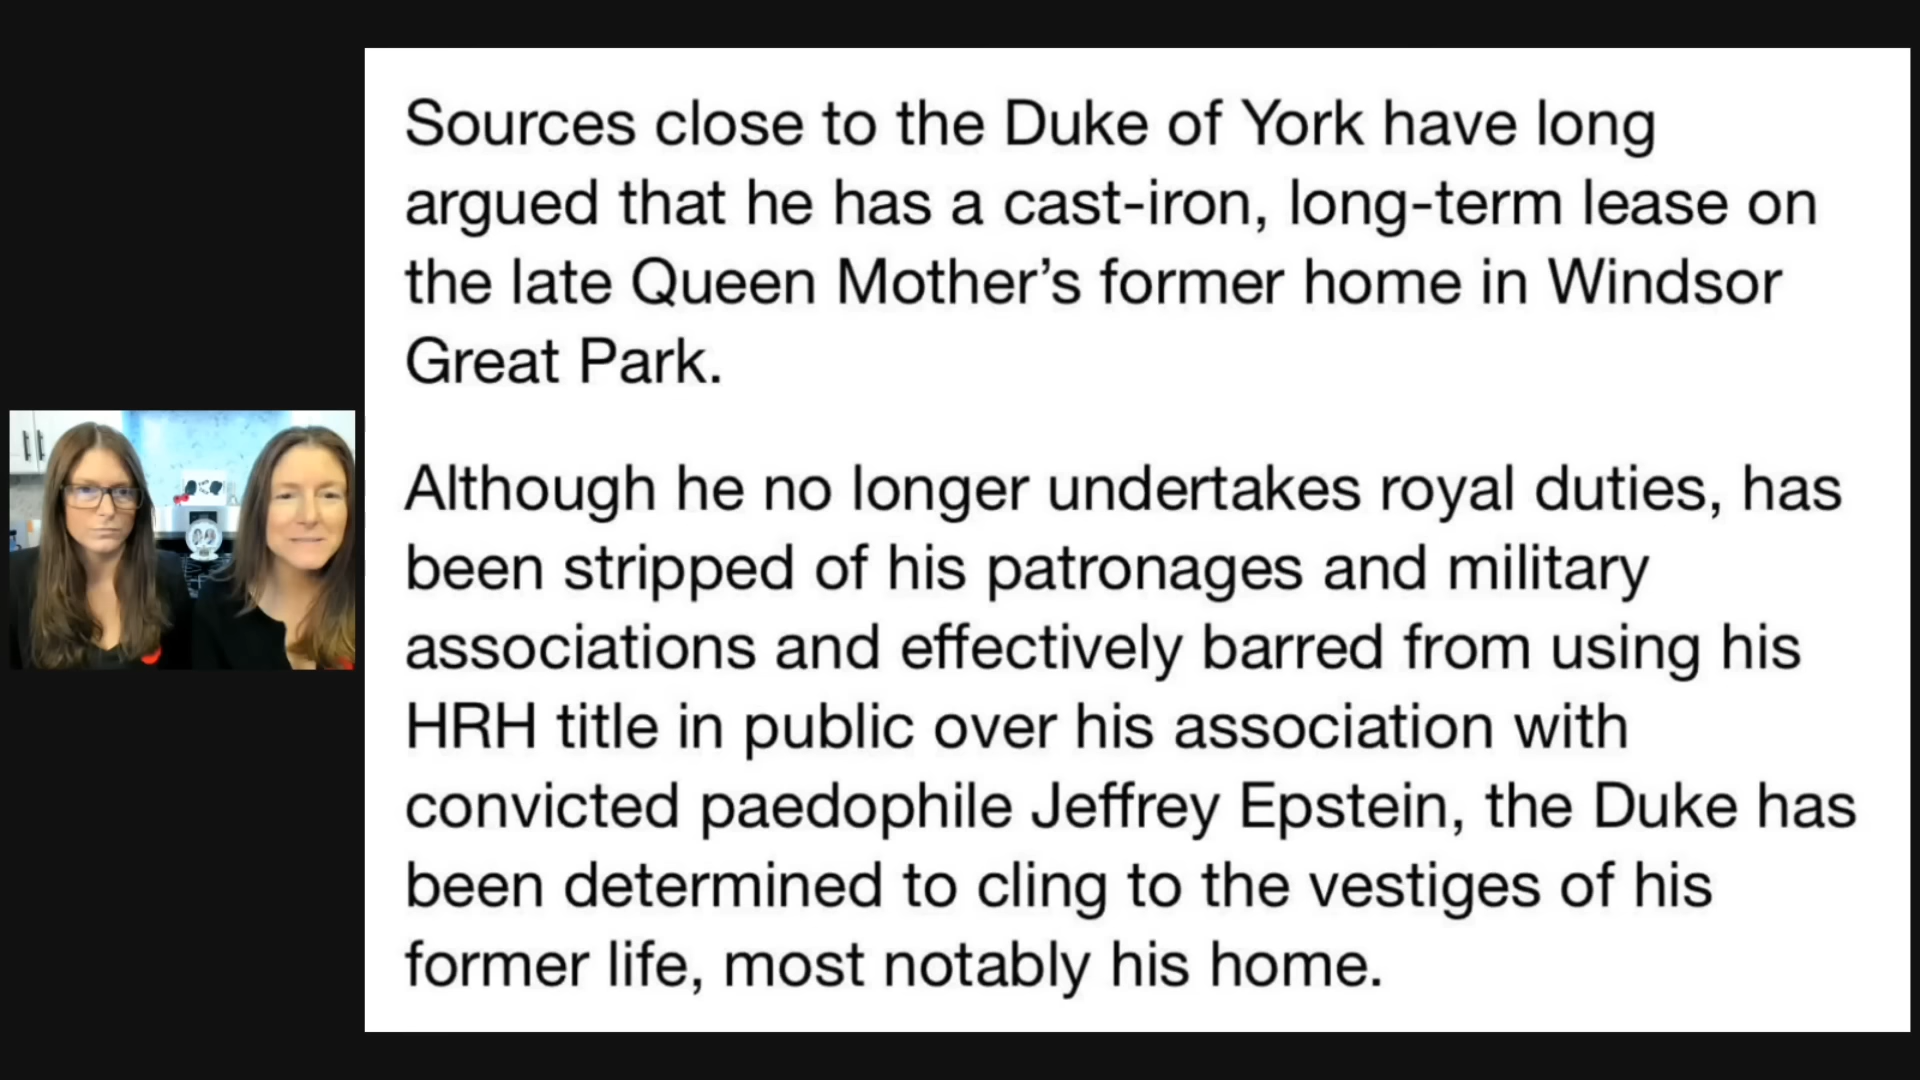 Sources close to the Duke of York have long
argued that he has a cast-iron, long-term lease on
the late Queen Mother’s former home in Windsor
Great Park.
Although he no longer undertakes royal duties, has
been stripped of his patronages and military
associations and effectively barred from using his
HRH title in public over his association with
convicted paedophile Jeffrey Epstein, the Duke has
been determined to cling to the vestiges of his
former life, most notably his home.